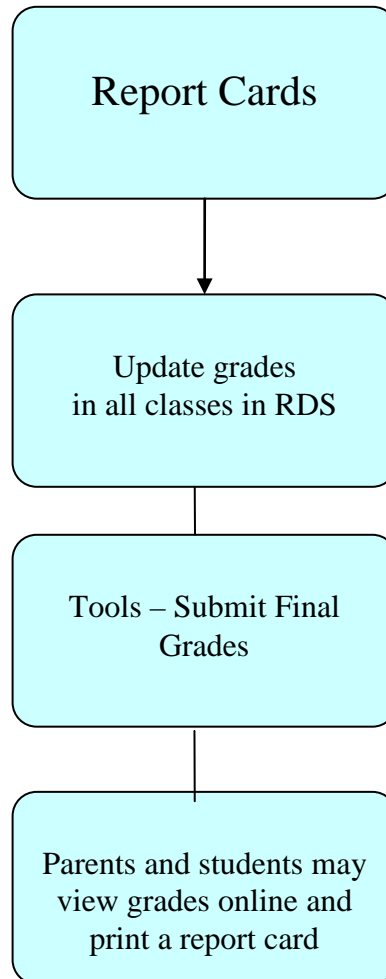 Report Cards
Update grades
in all classes in RDS
Tools – Submit Final
Grades
Parents and students may
view grades online and
print a report card